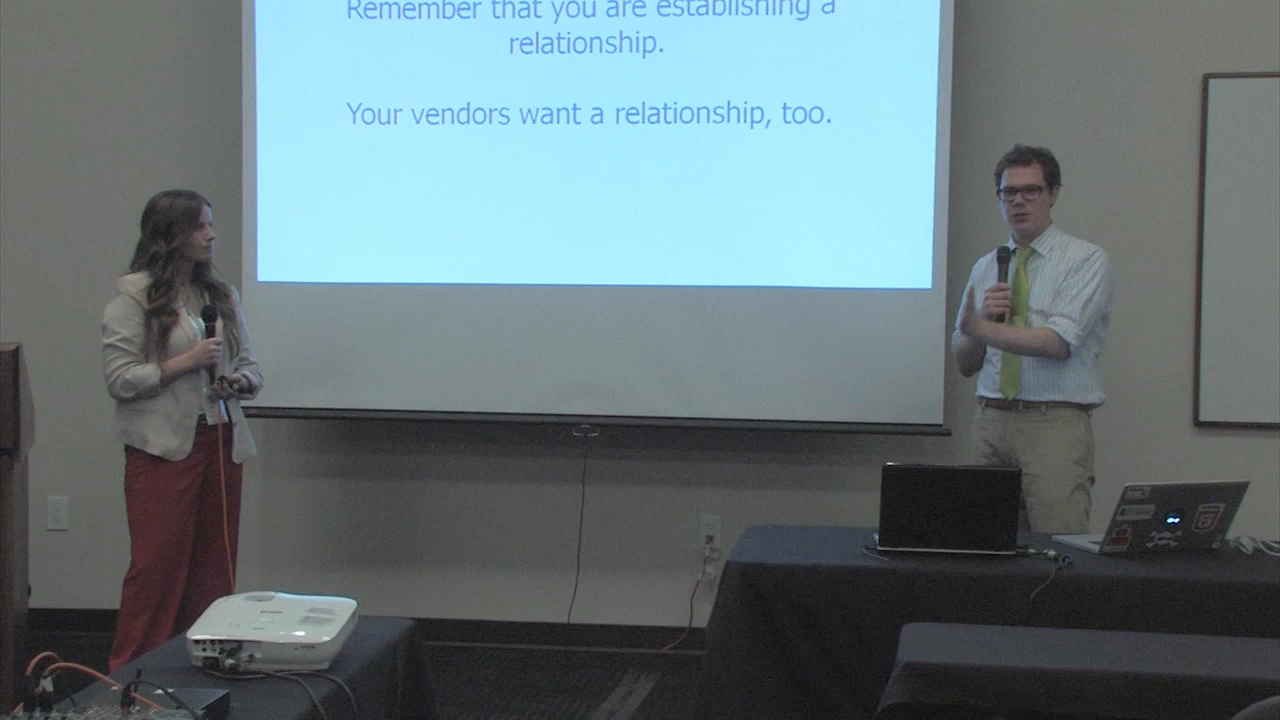 Remember that you are establishing a
relationship.
Your vendors want a relationship, too.